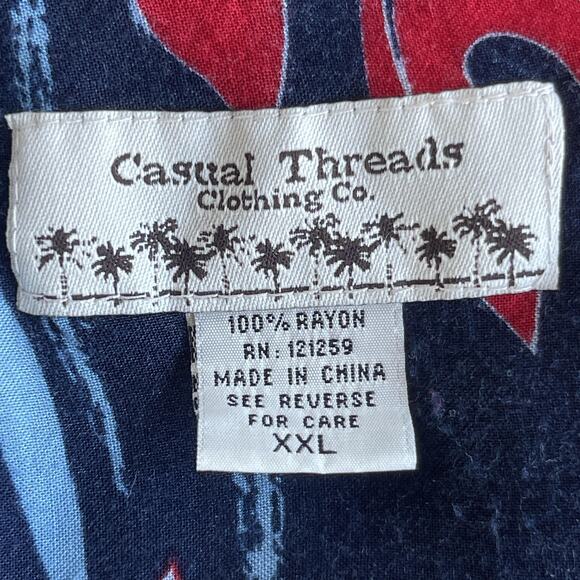 Casual Threads
Clothing Co.
100% RAYON
RN: 121259
MADE IN CHINA
SEE REVERSE
FOR CARE
XXL